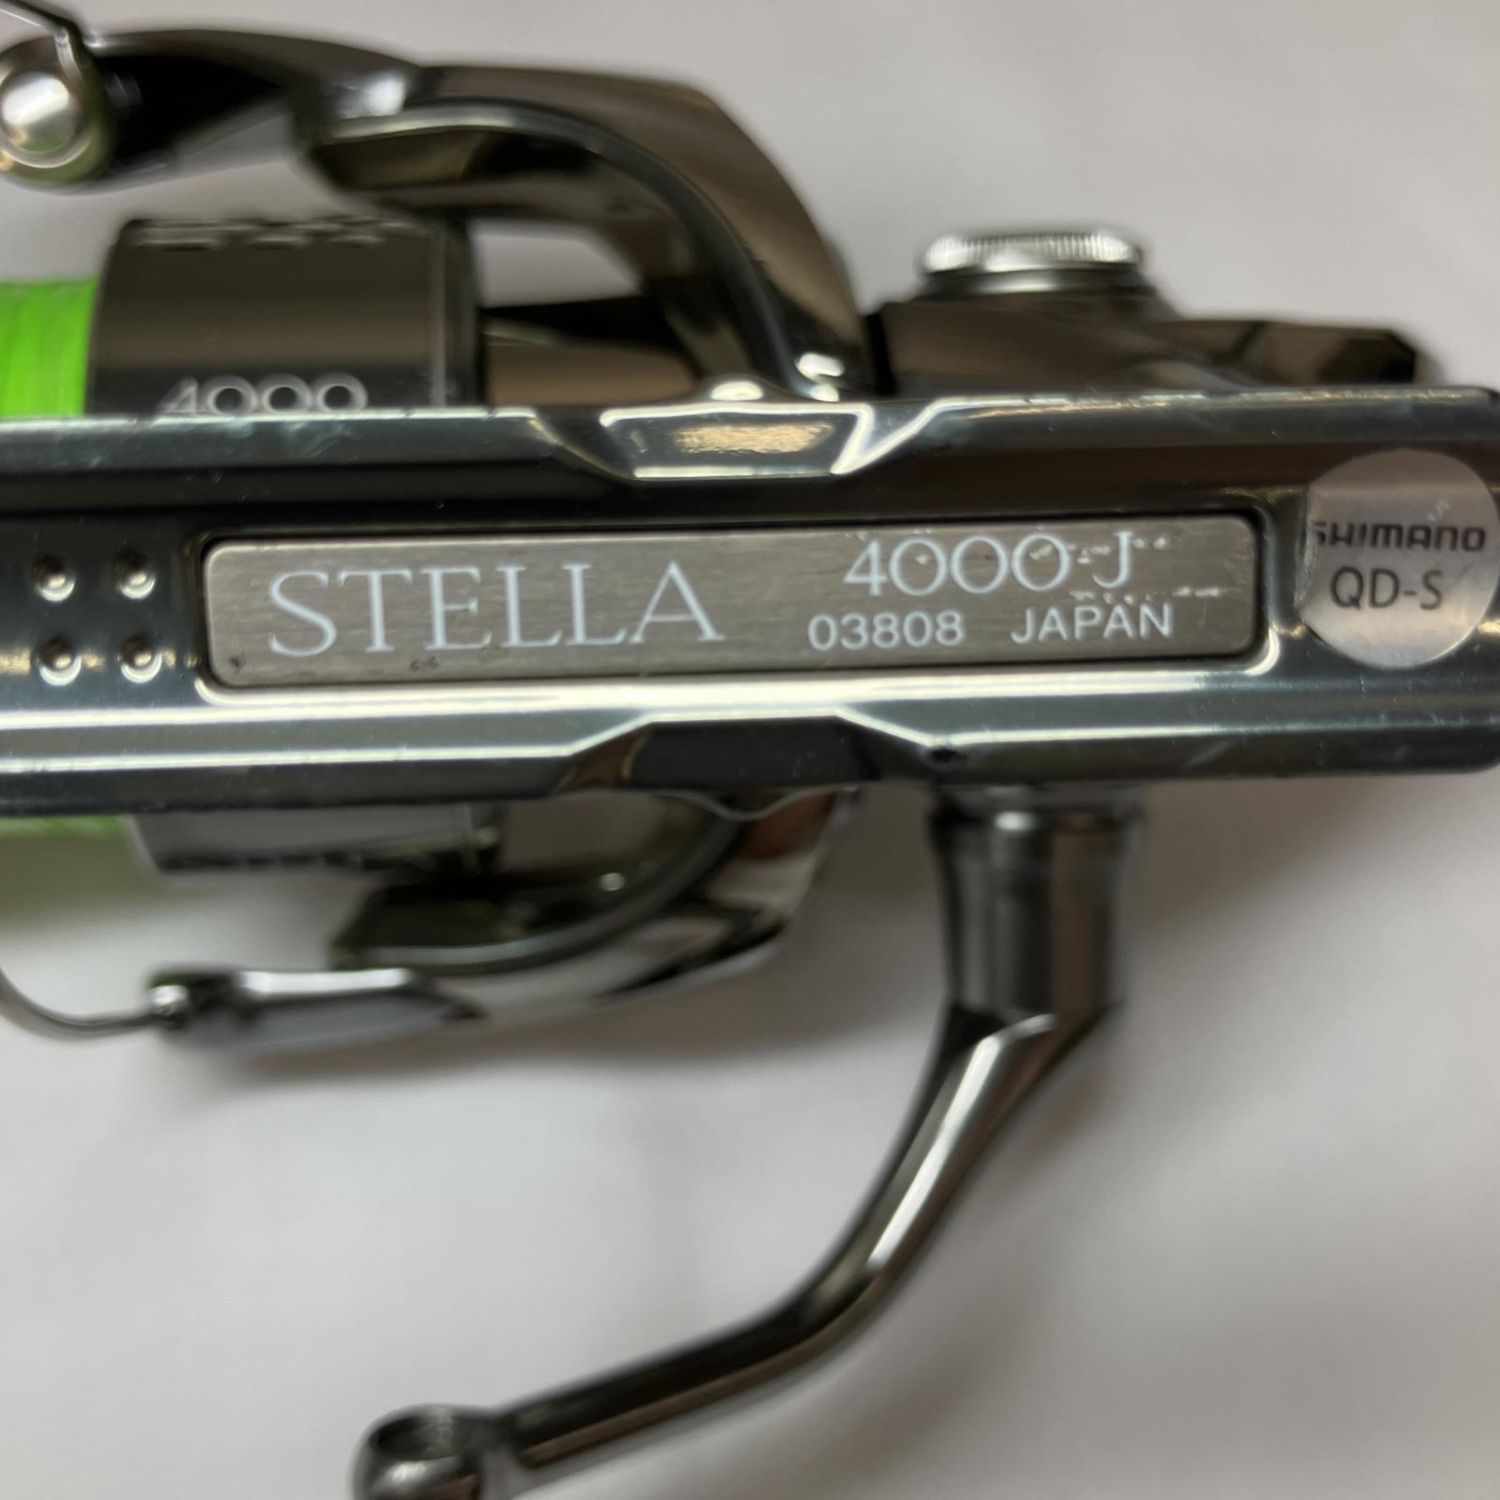 4000
STELLA 4000-J
03808 JAPAN
SHIMANO
QD-S